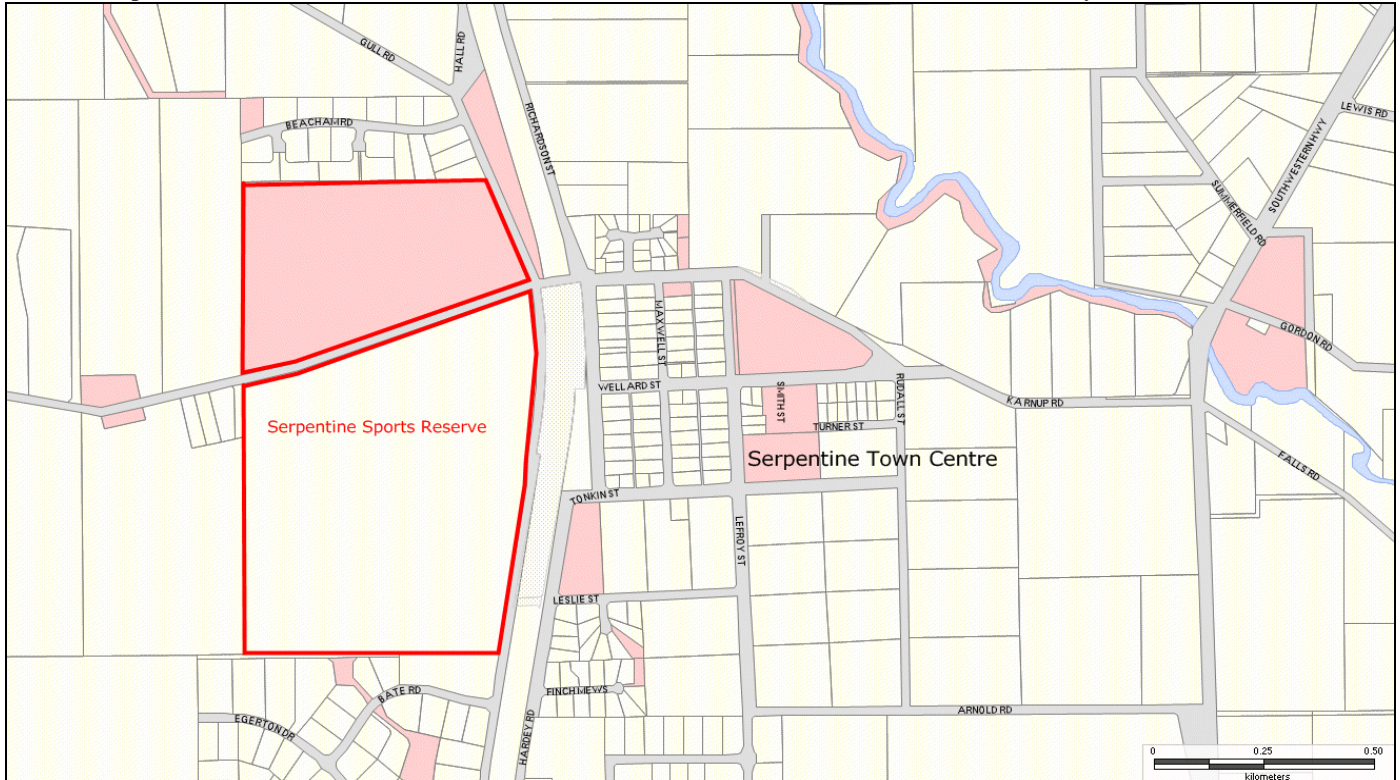 GULL RD
HALL RD
RICHARDSON ST
BEACHAM RD
LEWIS RD
SOUTH WESTERN HWY
SUMMERFIELD RD
GORDON RD
MAXWELL ST
WELLARD ST
SMITH ST
RUDALL ST
KARNUP RD
TURNER ST
Serpentine Sports Reserve
Serpentine Town Centre
FALLS RD
TONKIN ST
LEFROY ST
LESLIE ST
FINCH MEWS
BATE RD
EGERTON DR
HARDEY RD
ARNOLD RD
0 0.25 0.50
kilometers